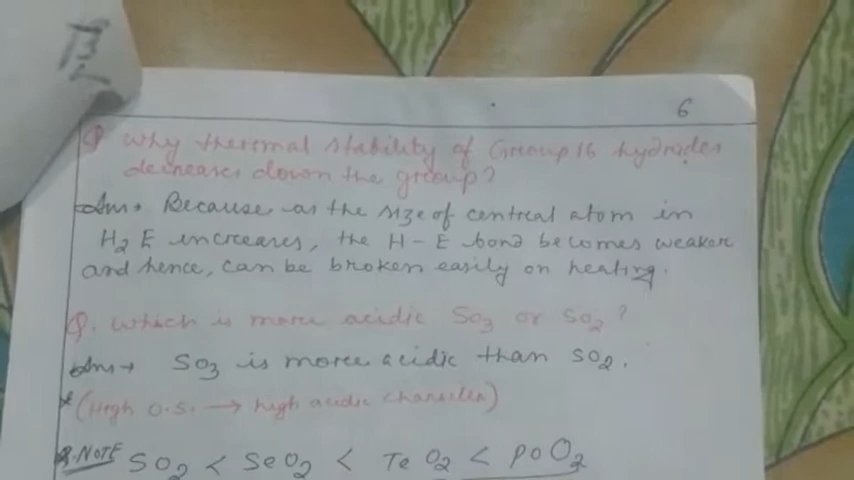 6
Q Why thermal stability of Group 16 hydrides
decreases down the group?
Ans → Because, as the size of central atom in
H2E increases, the H-E bond becomes weaker
and hence, can be broken easily on heating.
Q. Which is more acidic SO3 or SO2?
Ans → SO3 is more acidic than SO2.
* (High O.S. → high acidic character)
Q. NOTE SO2 < SeO2 < TeO2 < PoO2